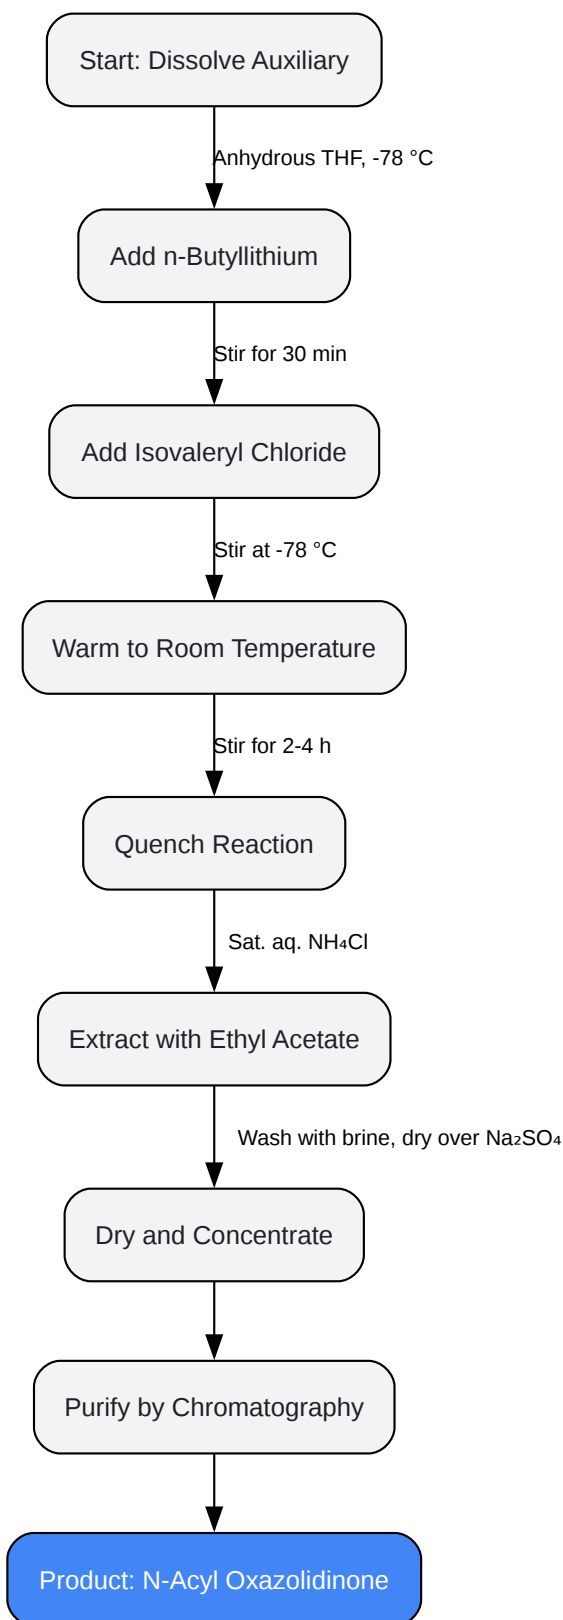 Start: Dissolve Auxiliary
Anhydrous THF, -78 °C
Add n-Butyllithium
Stir for 30 min
Add Isovaleryl Chloride
Stir at -78 °C
Warm to Room Temperature
Stir for 2-4 h
Quench Reaction
Sat. aq. NH₄Cl
Extract with Ethyl Acetate
Wash with brine, dry over Na₂SO₄
Dry and Concentrate
Purify by Chromatography
Product: N-Acyl Oxazolidinone